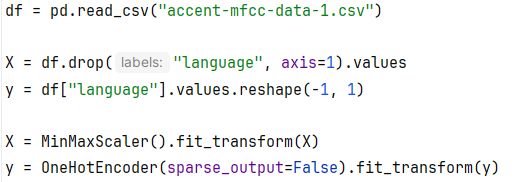 df = pd.read_csv("accent-mfcc-data-1.csv")
X = df.drop( labels: "language", axis=1).values
y = df["language"].values.reshape(-1, 1)
X = MinMaxScaler().fit_transform(X)
y = OneHotEncoder(sparse_output=False).fit_transform(y)